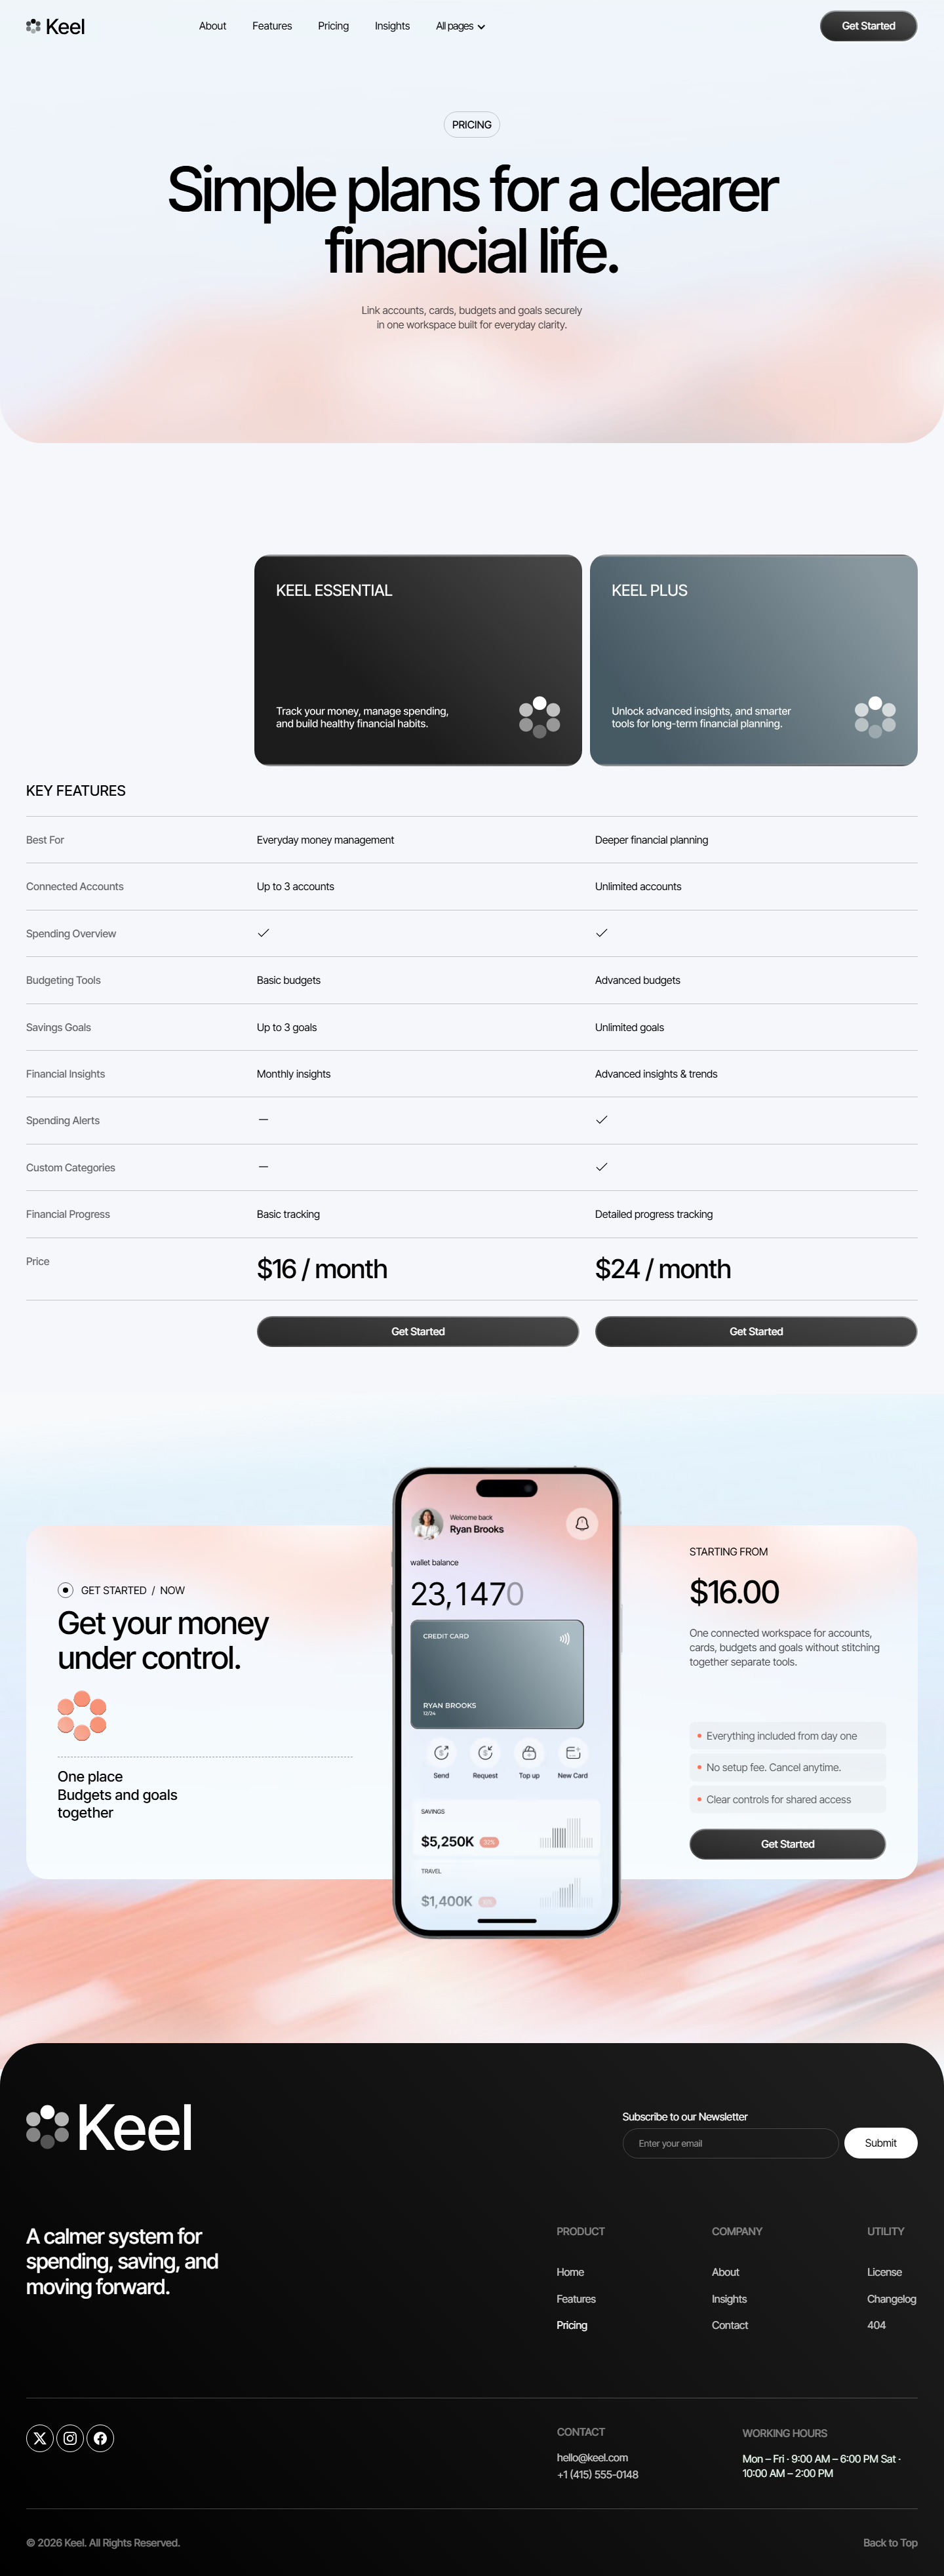 Keel
About
Features
Pricing
Insights
All pages
Get Started
PRICING
Simple plans for a clearer
financial life.
Link accounts, cards, budgets and goals securely
in one workspace built for everyday clarity.
KEEL ESSENTIAL
Track your money, manage spending,
and build healthy financial habits.
KEEL PLUS
Unlock advanced insights, and smarter
tools for long-term financial planning.
KEY FEATURES
Best For
Everyday money management
Deeper financial planning
Connected Accounts
Up to 3 accounts
Unlimited accounts
Spending Overview
Budgeting Tools
Basic budgets
Advanced budgets
Savings Goals
Up to 3 goals
Unlimited goals
Financial Insights
Monthly insights
Advanced insights & trends
Spending Alerts
Custom Categories
Financial Progress
Basic tracking
Detailed progress tracking
Price
$16 / month
$24 / month
Get Started
Get Started
GET STARTED / NOW
Get your money
under control.
One place
Budgets and goals
together
Welcome back
Ryan Brooks
wallet balance
23,1470
CREDIT CARD
RYAN BROOKS
12/24
Send
Request
Top up
New Card
SAVINGS
$5,250K
32%
TRAVEL
$1,400K
STARTING FROM
$16.00
One connected workspace for accounts,
cards, budgets and goals without stitching
together separate tools.
Everything included from day one
No setup fee. Cancel anytime.
Clear controls for shared access
Get Started
Keel
Subscribe to our Newsletter
Enter your email
Submit
A calmer system for
spending, saving, and
moving forward.
PRODUCT
Home
Features
Pricing
COMPANY
About
Insights
Contact
UTILITY
License
Changelog
404
CONTACT
hello@keel.com
+1 (415) 555-0148
WORKING HOURS
Mon – Fri · 9:00 AM – 6:00 PM Sat ·
10:00 AM – 2:00 PM
© 2026 Keel. All Rights Reserved.
Back to Top